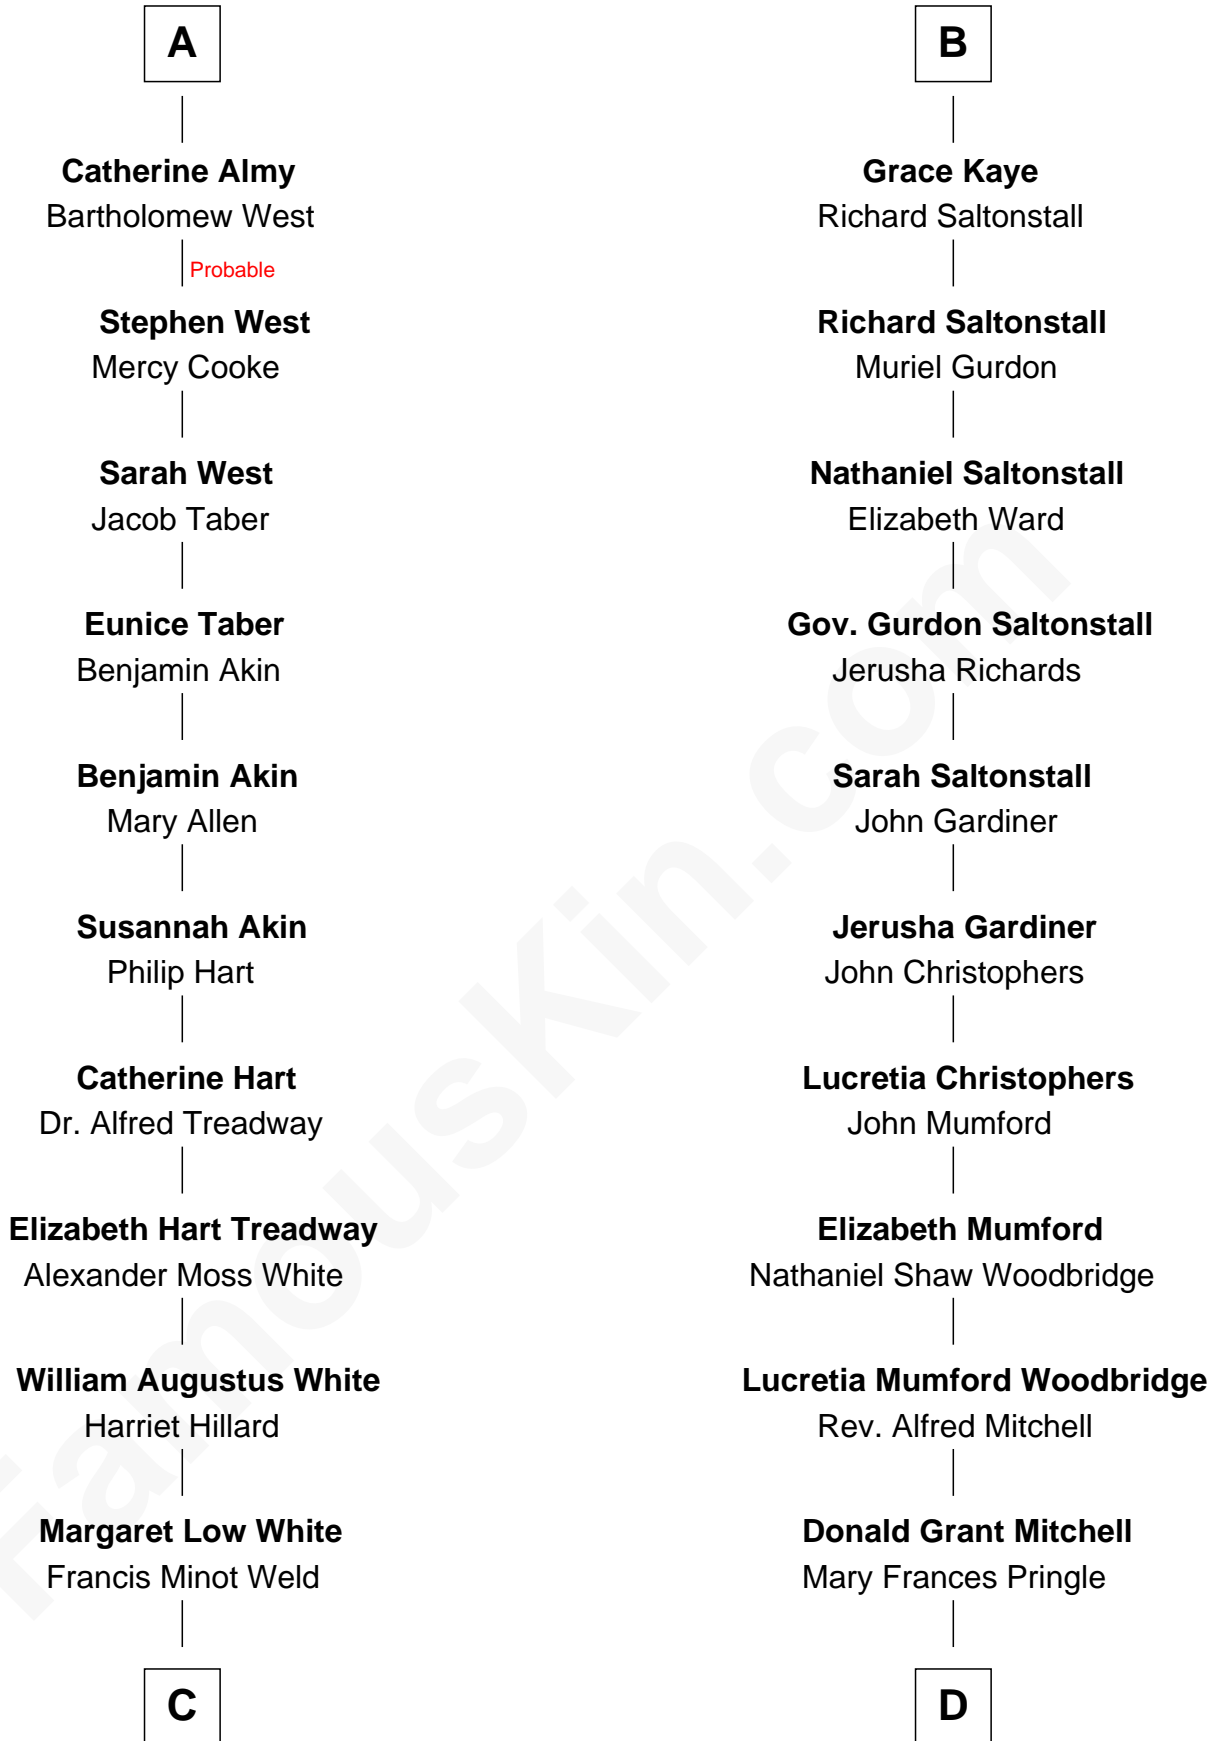 A
Catherine Almy
Bartholomew West
Probable
Stephen West
Mercy Cooke
Sarah West
Jacob Taber
Eunice Taber
Benjamin Akin
Benjamin Akin
Mary Allen
Susannah Akin
Philip Hart
Catherine Hart
Dr. Alfred Treadway
Elizabeth Hart Treadway
Alexander Moss White
William Augustus White
Harriet Hillard
Margaret Low White
Francis Minot Weld
C
B
Grace Kaye
Richard Saltonstall
Richard Saltonstall
Muriel Gurdon
Nathaniel Saltonstall
Elizabeth Ward
Gov. Gurdon Saltonstall
Jerusha Richards
Sarah Saltonstall
John Gardiner
Jerusha Gardiner
John Christophers
Lucretia Christophers
John Mumford
Elizabeth Mumford
Nathaniel Shaw Woodbridge
Lucretia Mumford Woodbridge
Rev. Alfred Mitchell
Donald Grant Mitchell
Mary Frances Pringle
D
FamousKin.com